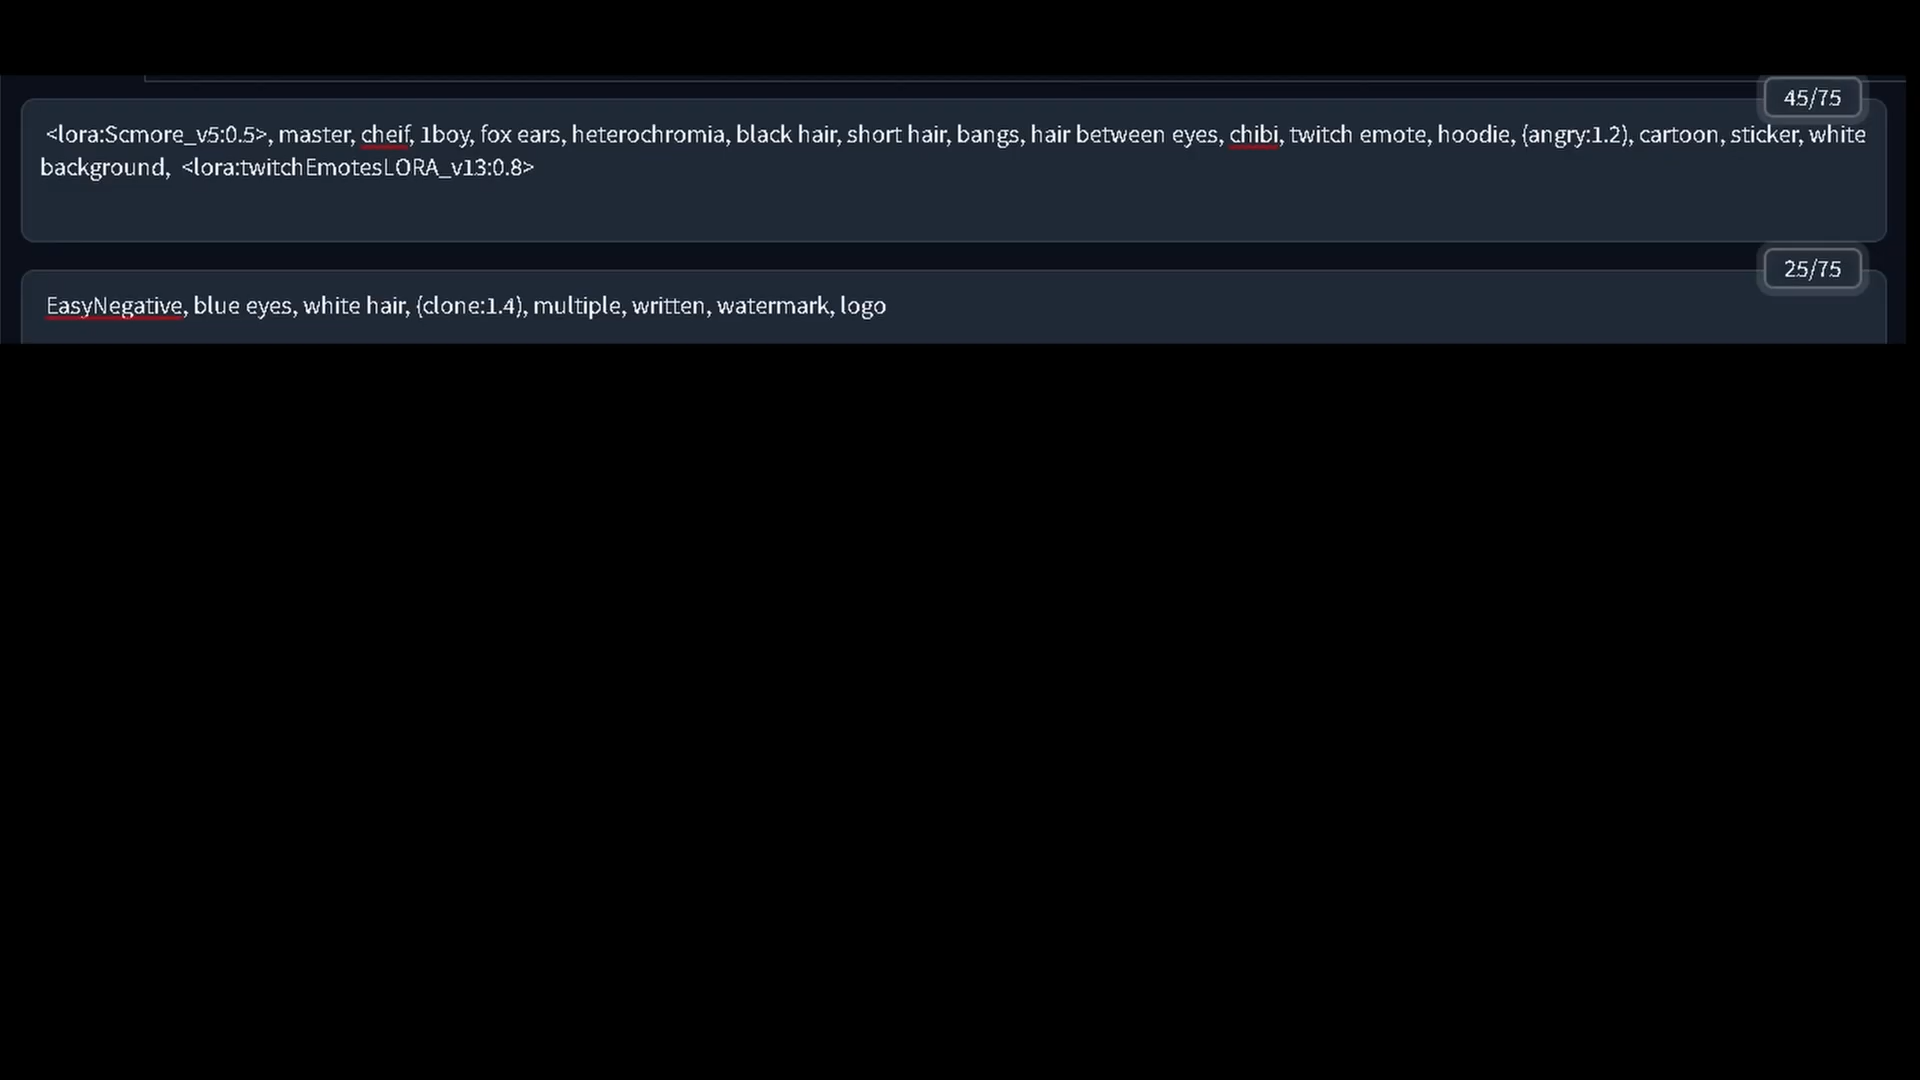 45/75
<lora:Scmore_v5:0.5>, master, cheif, 1boy, fox ears, heterochromia, black hair, short hair, bangs, hair between eyes, chibi, twitch emote, hoodie, (angry:1.2), cartoon, sticker, white
background,  <lora:twitchEmotesLORA_v13:0.8>
25/75
EasyNegative, blue eyes, white hair, (clone:1.4), multiple, written, watermark, logo